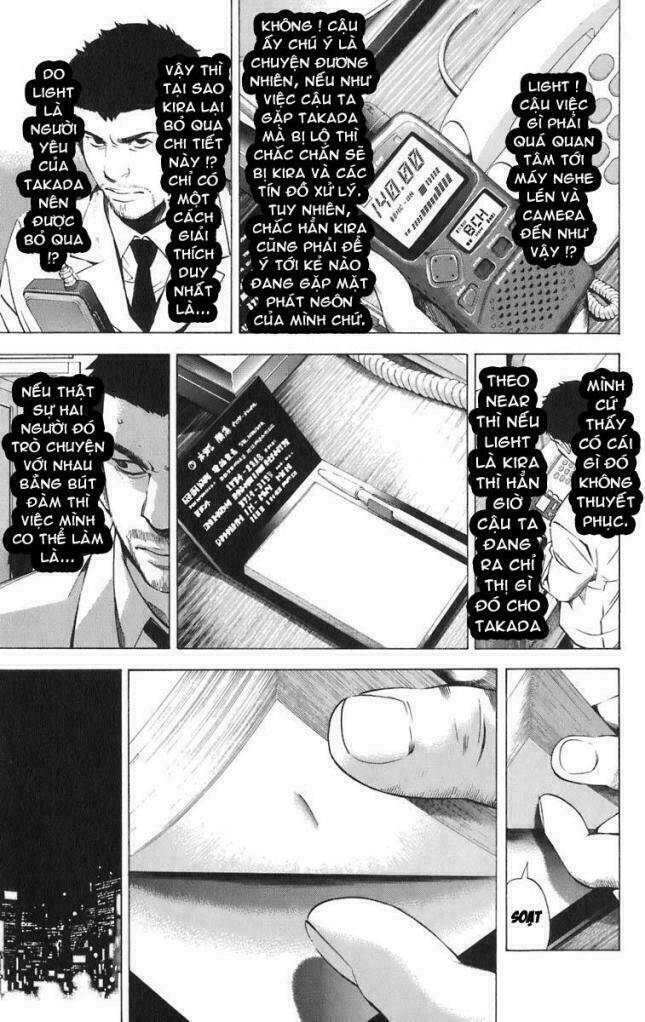 LIGHT !
CẬU VIỆC
GÌ PHẢI
QUÁ QUAN
TÂM TỚI
MẤY NGHE
LÉN VÀ
CAMERA
ĐẾN NHƯ
VẬY !?
KHÔNG ! CẬU
ẤY CHÚ Ý LÀ
CHUYỆN ĐƯƠNG
NHIÊN, NẾU NHƯ
VIỆC CẬU TA
GẶP TAKADA
MÀ BỊ LỘ THÌ
CHẮC CHẮN SẼ
BỊ KIRA VÀ CÁC
TÍN ĐỒ XỬ LÝ.
TUY NHIÊN,
CHẮC HẲN KIRA
CŨNG PHẢI ĐỂ
Ý TỚI KẺ NÀO
ĐANG GẶP MẶT
PHÁT NGÔN
CỦA MÌNH CHỨ.
140.00
8CH.
VẬY THÌ
TẠI SAO
KIRA LẠI
BỎ QUA
CHI TIẾT
NÀY !?
CHỈ CÓ
MỘT
CÁCH
GIẢI
THÍCH
DUY
NHẤT
LÀ...
DO
LIGHT
LÀ
NGƯỜI
YÊU
CỦA
TAKADA
NÊN
ĐƯỢC
BỎ QUA
!?
MÌNH
CỨ
THẤY
CÓ CÁI
GÌ ĐÓ
KHÔNG
THUYẾT
PHỤC.
THEO
NEAR
THÌ NẾU
LIGHT
LÀ KIRA
THÌ HẲN
GIỜ
CẬU TA
ĐANG
RA CHỈ
THỊ GÌ
ĐÓ CHO
TAKADA
NẾU THẬT
SỰ HAI
NGƯỜI ĐÓ
TRÒ CHUYỆN
VỚI NHAU
BẰNG BÚT
ĐÀM THÌ
VIỆC MÌNH
CO THỂ LÀM
LÀ...
SOẠT